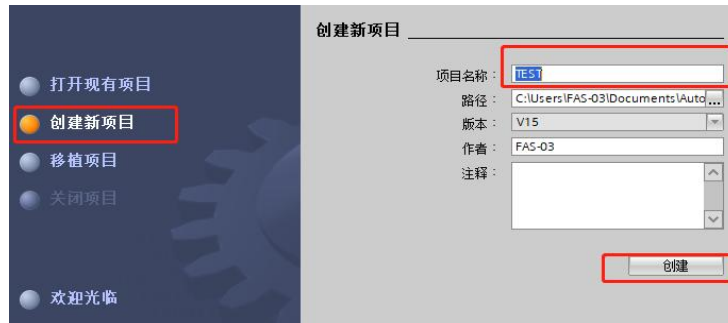 创建新项目
打开现有项目
创建新项目
移植项目
关闭项目
欢迎光临
项目名称：TEST
路径：C:\Users\FAS-03\Documents\Auto...
版本：V15
作者：FAS-03
注释：
创建